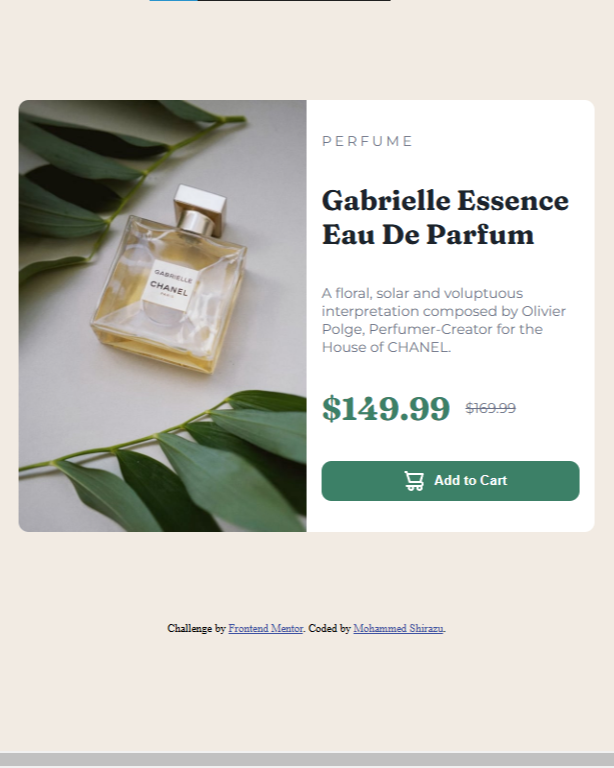 PERFUME
Gabrielle Essence
Eau De Parfum
GABRIELLE
CHANEL
PARIS
A floral, solar and voluptuous
interpretation composed by Olivier
Polge, Perfumer-Creator for the
House of CHANEL.
$149.99 $169.99
Add to Cart
Challenge by Frontend Mentor. Coded by Mohammed Shirazu.